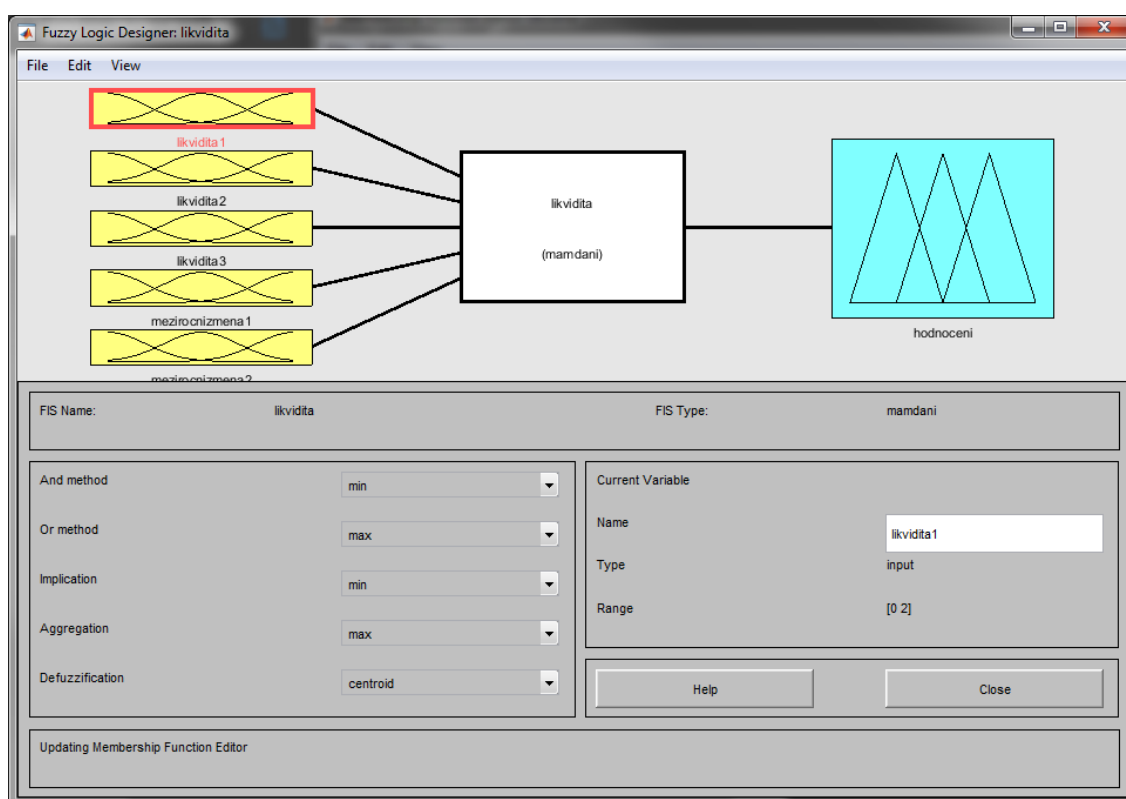 Fuzzy Logic Designer: likvidita
File Edit View
likvidita1
likvidita2
likvidita3
mezirocnizmena1
mezirocnizmena2
likvidita
(mamdani)
hodnoceni
FIS Name: likvidita FIS Type: mamdani
And method min
Or method max
Implication min
Aggregation max
Defuzzification centroid
Current Variable
Name likvidita1
Type input
Range [0 2]
Help Close
Updating Membership Function Editor